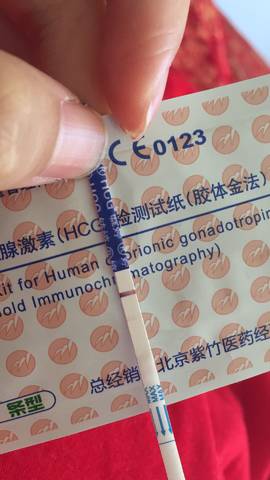 CE 0123
腺激素(HCG)检测试纸(胶体金法)
it for Human Chorionic gonadotropin
old Immunochromatography)
条型
总经销 北京紫竹医药经